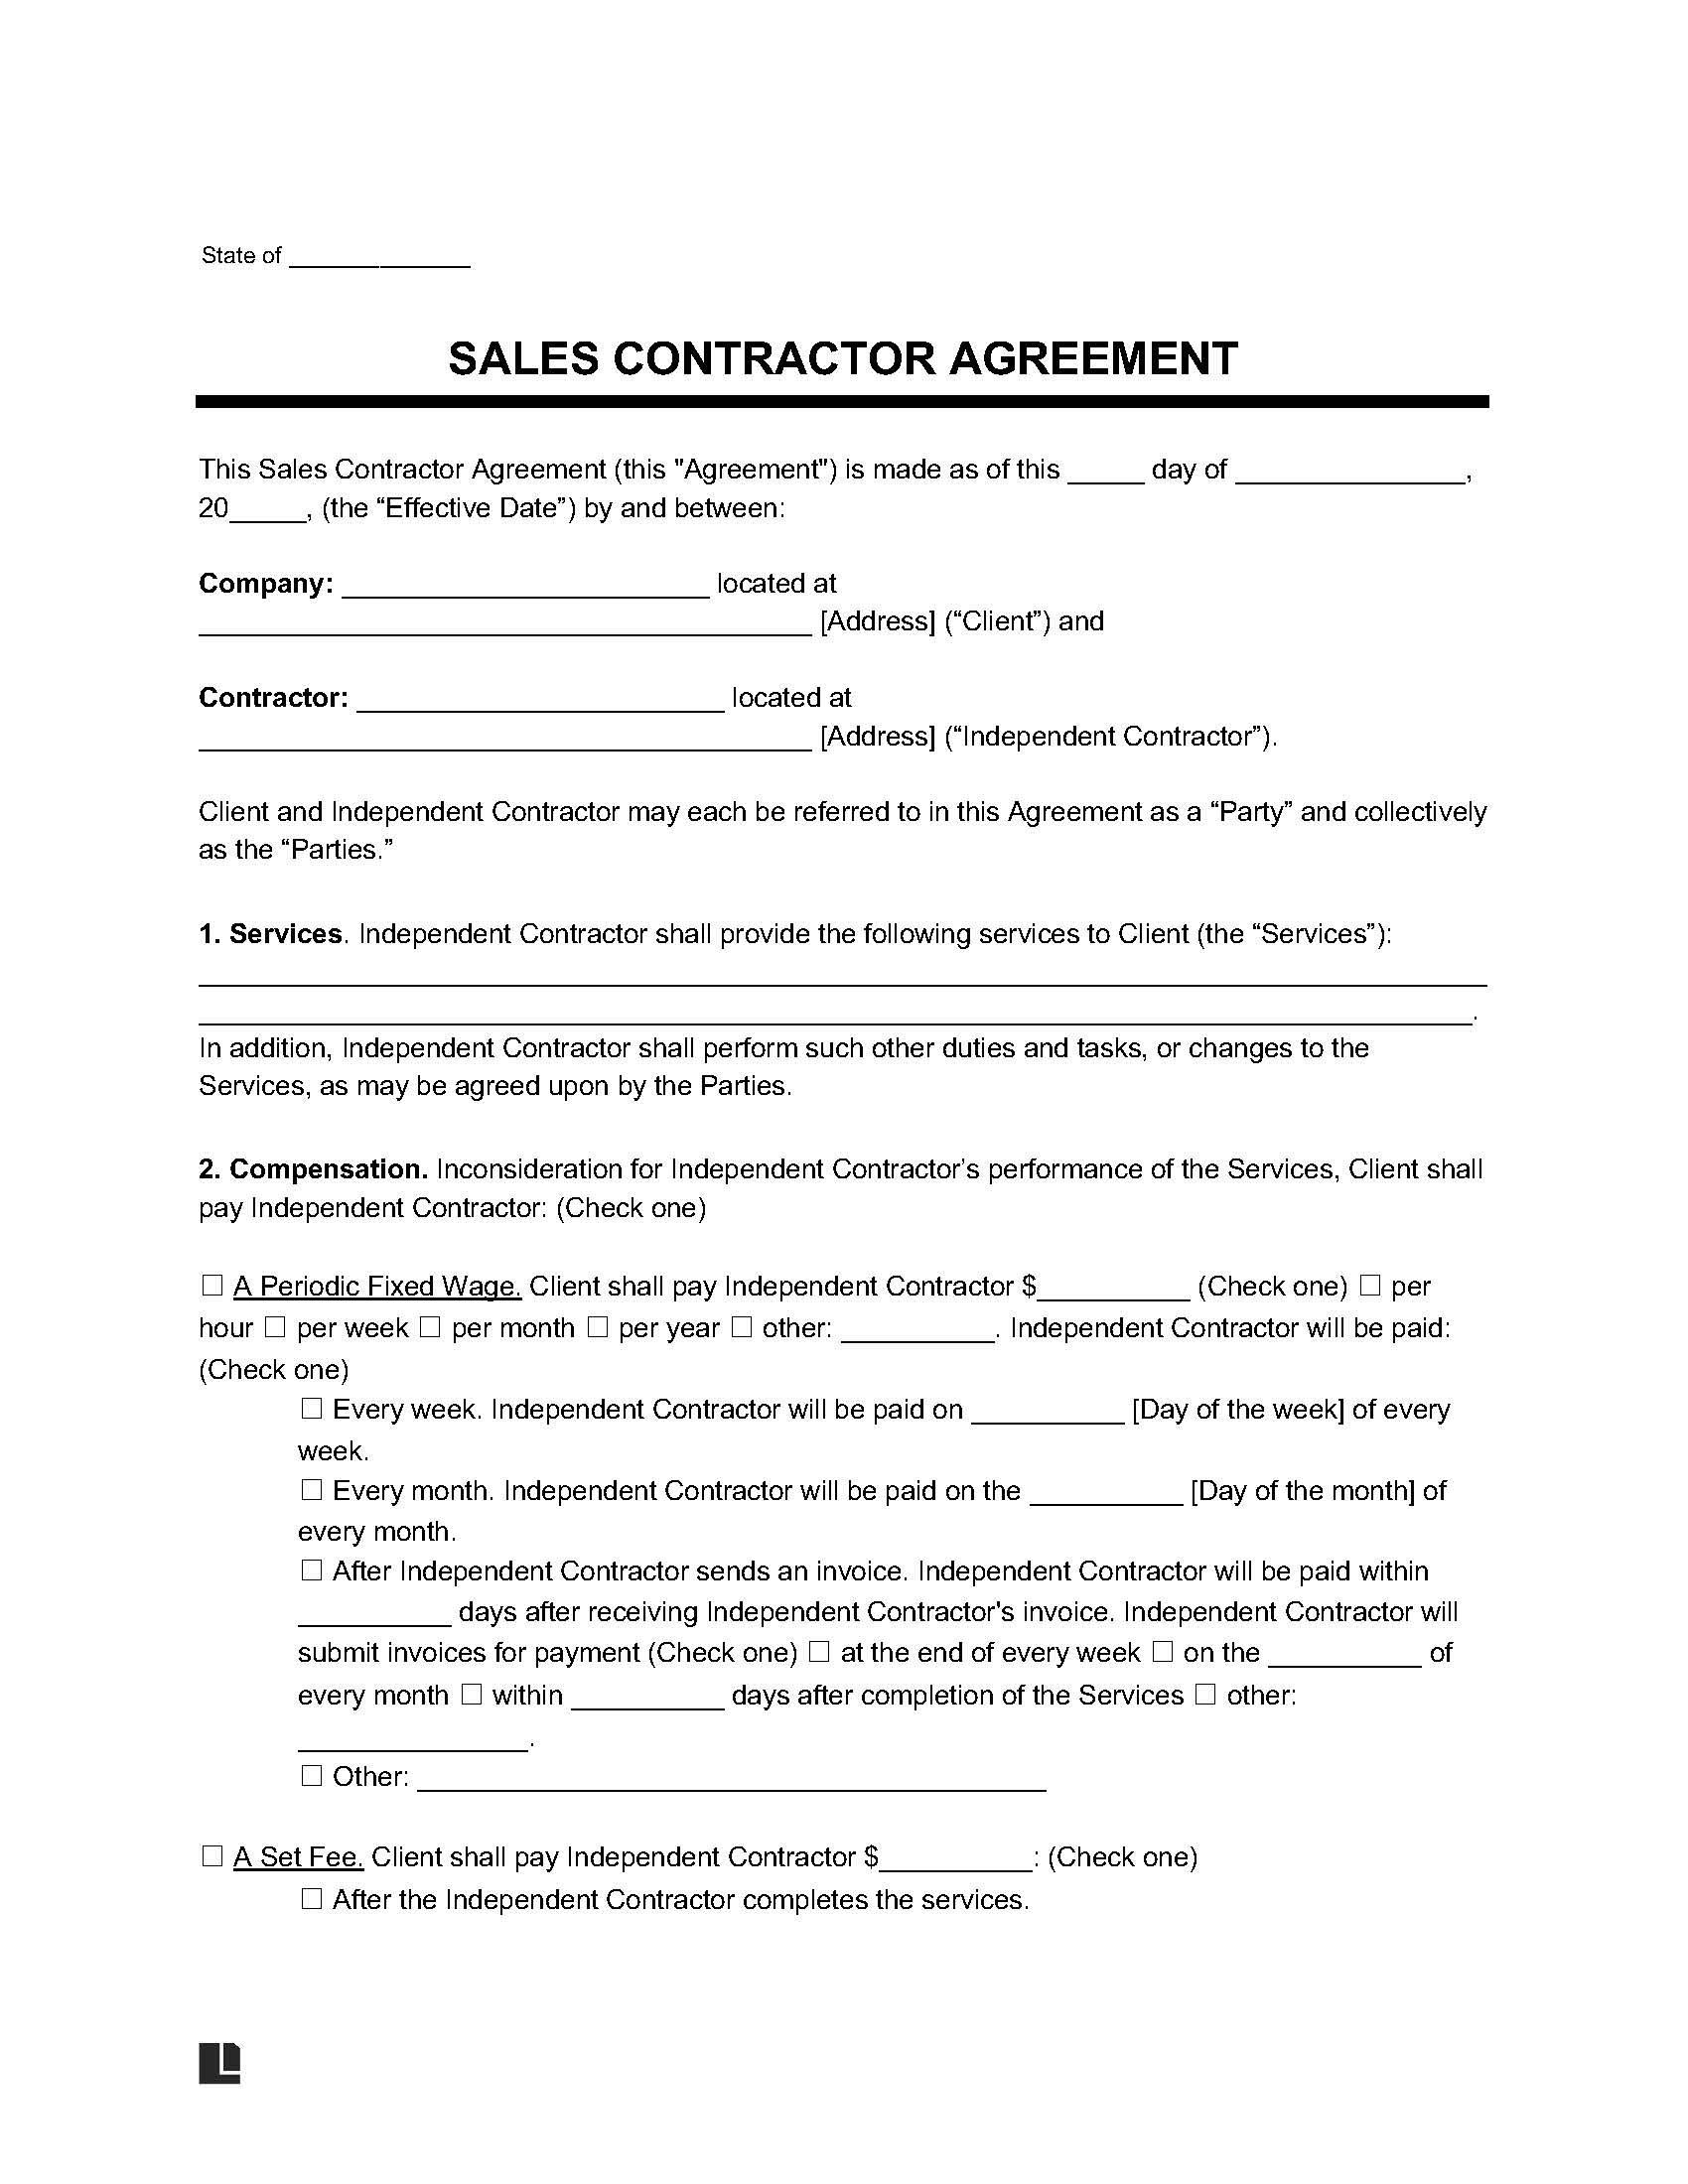 State of ______________
SALES CONTRACTOR AGREEMENT
This Sales Contractor Agreement (this "Agreement") is made as of this _____ day of _______________,
20_____, (the “Effective Date”) by and between:
Company: ________________________ located at
________________________________________ [Address] (“Client”) and
Contractor: ________________________ located at
________________________________________ [Address] (“Independent Contractor”).
Client and Independent Contractor may each be referred to in this Agreement as a “Party” and collectively
as the “Parties.”
1. Services. Independent Contractor shall provide the following services to Client (the “Services”):
____________________________________________________________________________________
___________________________________________________________________________________.
In addition, Independent Contractor shall perform such other duties and tasks, or changes to the
Services, as may be agreed upon by the Parties.
2. Compensation. Inconsideration for Independent Contractor’s performance of the Services, Client shall
pay Independent Contractor: (Check one)
☐ A Periodic Fixed Wage. Client shall pay Independent Contractor $__________ (Check one) ☐ per
hour ☐ per week ☐ per month ☐ per year ☐ other: __________. Independent Contractor will be paid:
(Check one)
☐ Every week. Independent Contractor will be paid on __________ [Day of the week] of every
week.
☐ Every month. Independent Contractor will be paid on the __________ [Day of the month] of
every month.
☐ After Independent Contractor sends an invoice. Independent Contractor will be paid within
__________ days after receiving Independent Contractor's invoice. Independent Contractor will
submit invoices for payment (Check one) ☐ at the end of every week ☐ on the __________ of
every month ☐ within __________ days after completion of the Services ☐ other:
_______________.
☐ Other: _________________________________________
☐ A Set Fee. Client shall pay Independent Contractor $__________: (Check one)
☐ After the Independent Contractor completes the services.